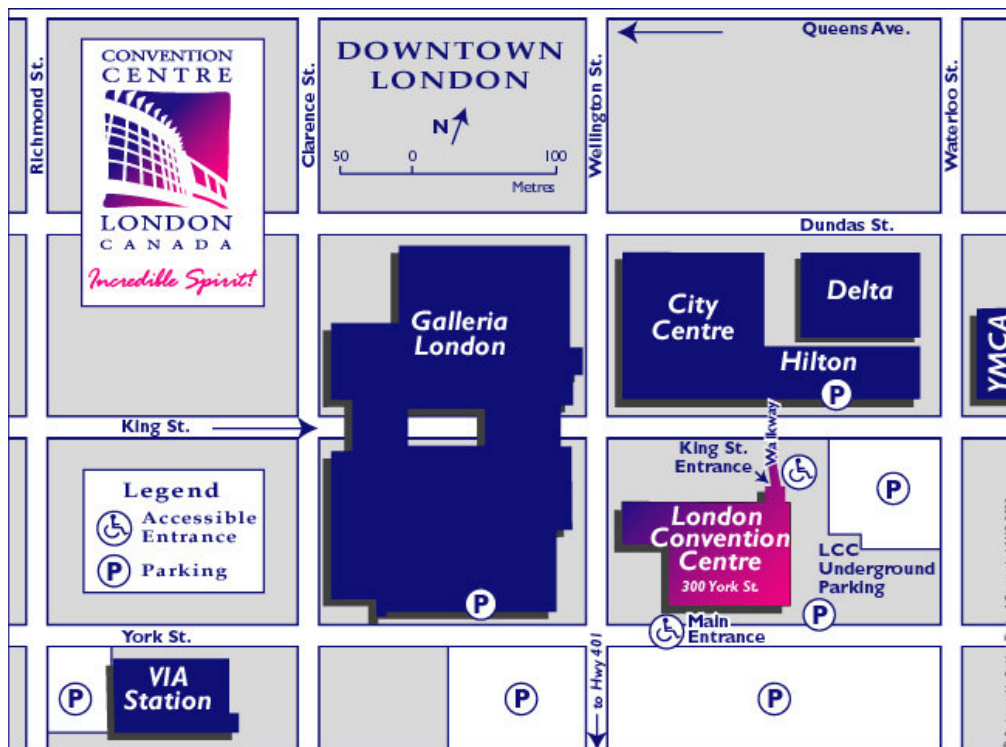 Queens Ave.
Richmond St.
CONVENTION
CENTRE
LONDON
CANADA
Incredible Spirit!
Clarence St.
DOWNTOWN
LONDON
N
50 0 100
Metres
Wellington St.
Waterloo St.
Dundas St.
Galleria
London
City
Centre
Delta
Hilton
P
YMCA
King St.
Walkway
King St.
Entrance
P
Legend
Accessible
Entrance
P Parking
London
Convention
Centre
300 York St.
LCC
Underground
Parking
P
P
Main
Entrance
York St.
VIA
Station
P
P
to Hwy 401
P